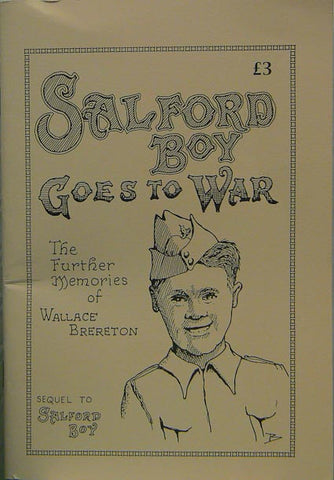 £3
SALFORD
BOY
GOES TO WAR
The
Further
Memories
of
WALLACE
BRERETON
SEQUEL TO
SALFORD
BOY
B